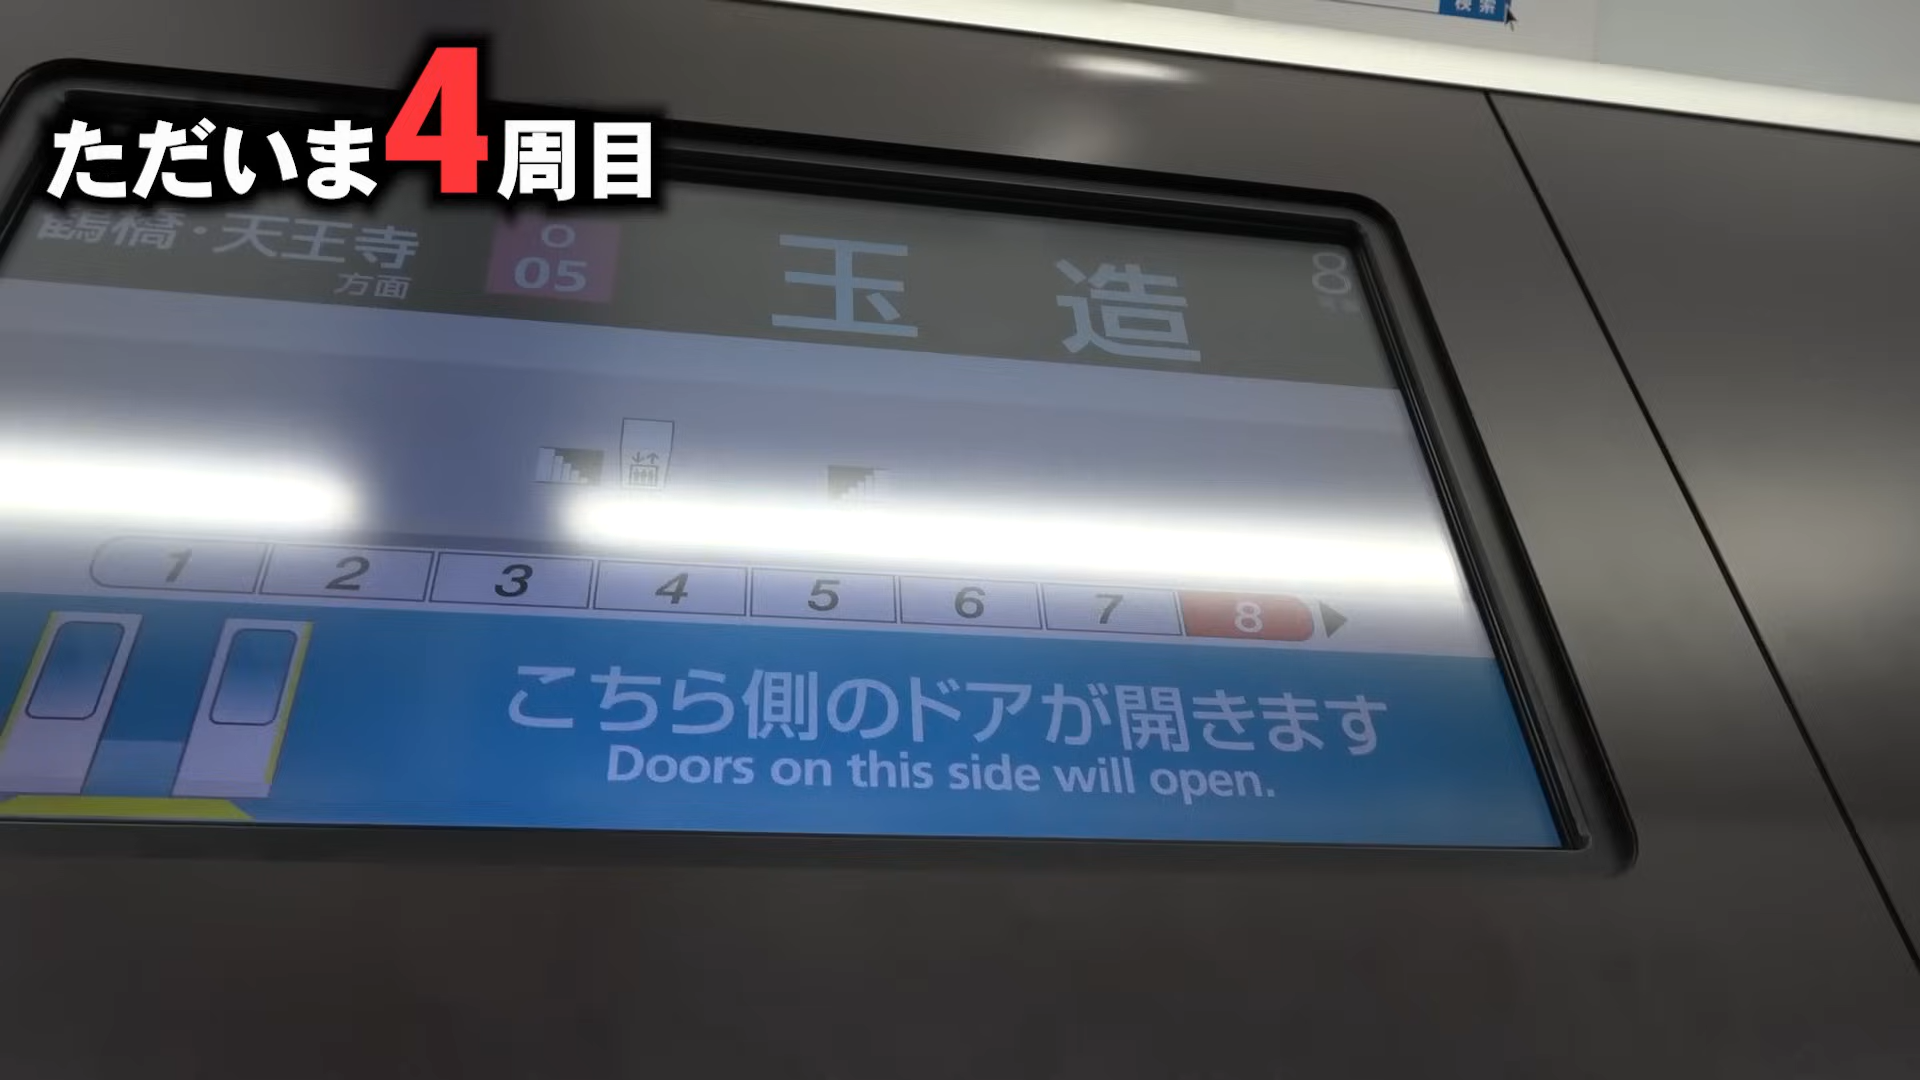 検索
ただいま4周目
鶴橋・天王寺
方面
O
05
玉造
8
1 2 3 4 5 6 7 8
こちら側のドアが開きます
Doors on this side will open.